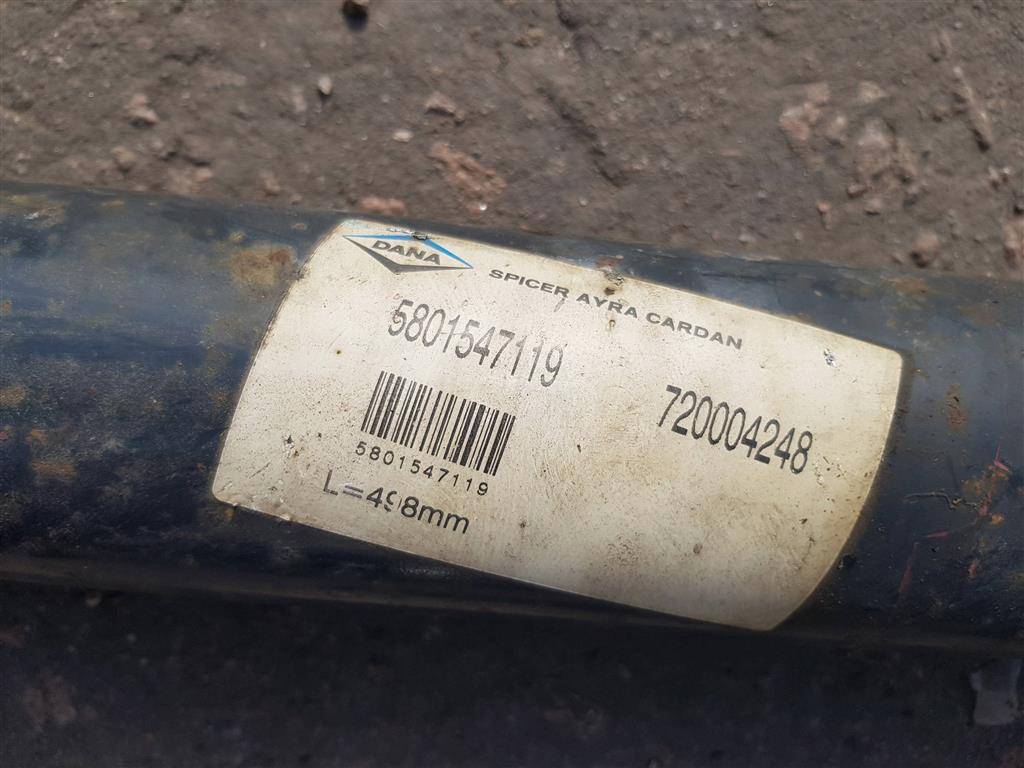 DANA
SPICER AYRA CARDAN
5801547119
720004248
5801547119
L=498mm